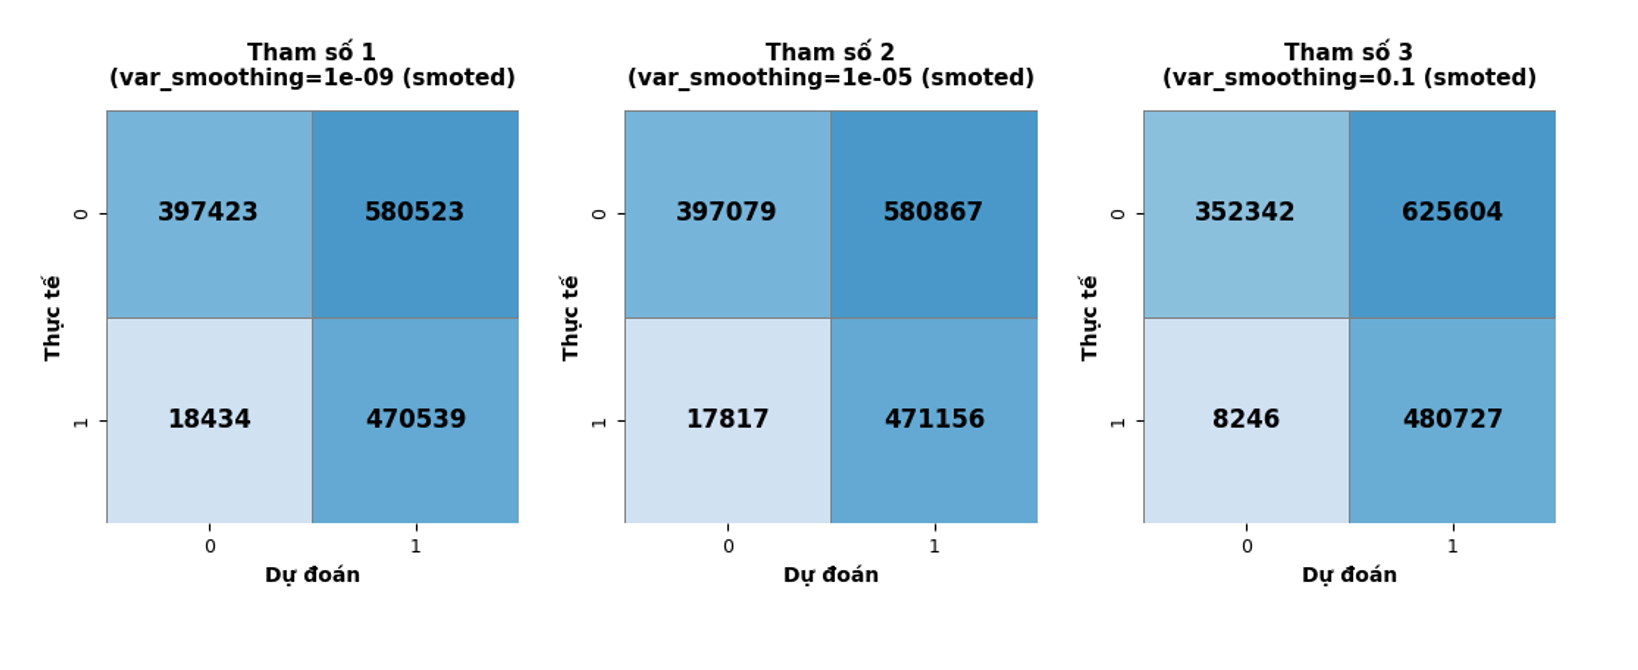 Tham số 1
(var_smoothing=1e-09 (smoted)
Tham số 2
(var_smoothing=1e-05 (smoted)
Tham số 3
(var_smoothing=0.1 (smoted)
Thực tế
0
397423
580523
1
18434
470539
0
1
Dự đoán
Thực tế
0
397079
580867
1
17817
471156
0
1
Dự đoán
Thực tế
0
352342
625604
1
8246
480727
0
1
Dự đoán